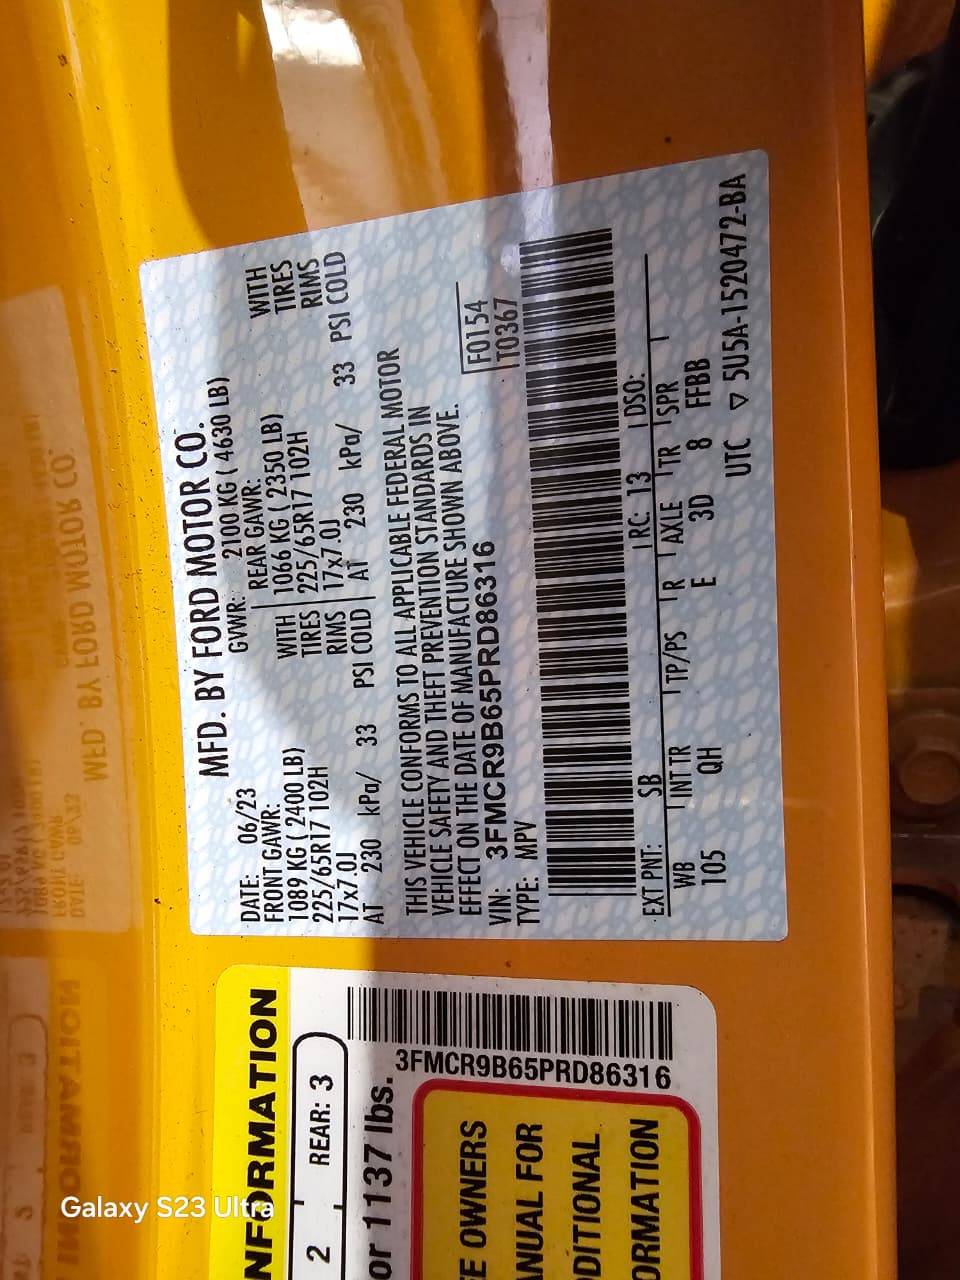 MFD. BY FORD MOTOR CO.
DATE: 06/23 GVWR: 2100 KG ( 4630 LB)
FRONT GAWR: REAR GAWR:
1089 KG ( 2400 LB) WITH 1066 KG ( 2350 LB) WITH
225/65R17 102H TIRES 225/65R17 102H TIRES
17x7.0J RIMS 17x7.0J RIMS
AT 230 kPa/ 33 PSI COLD AT 230 kPa/ 33 PSI COLD
THIS VEHICLE CONFORMS TO ALL APPLICABLE FEDERAL MOTOR
VEHICLE SAFETY AND THEFT PREVENTION STANDARDS IN
EFFECT ON THE DATE OF MANUFACTURE SHOWN ABOVE.
VIN: 3FMCR9B65PRD86316 F0154
TYPE: MPV T0367
EXT PNT: SB RC: 13 DSO:
WB INT TR TP/PS R AXLE TR SPR
105 QH E 3D 8 FFBB
UTC ▽ 5U5A-1520472-BA
NFORMATION
2 REAR: 3
or 1137 lbs.
3FMCR9B65PRD86316
EE OWNERS
ANUAL FOR
DDITIONAL
ORMATION
Galaxy S23 Ultra